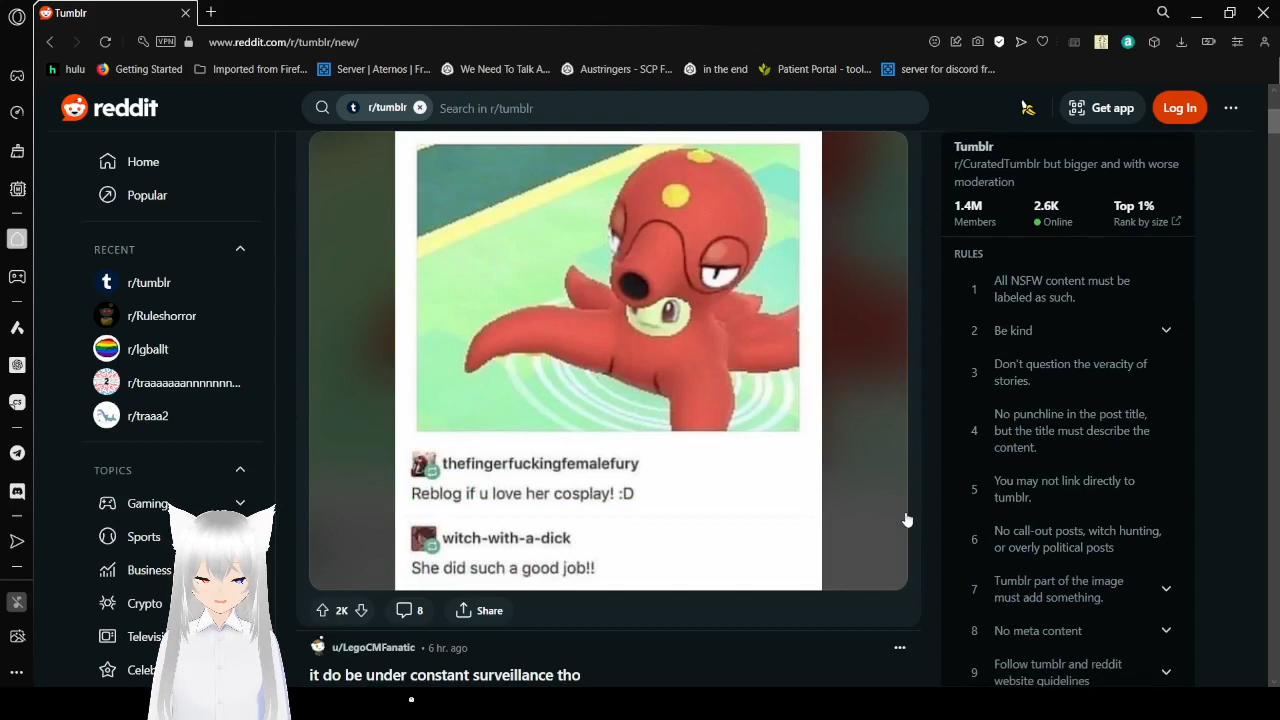 Tumblr
www.reddit.com/r/tumblr/new/
VPN
hulu
Getting Started
Imported from Firef...
Server | Aternos | Fr...
We Need To Talk A...
Austringers - SCP F...
in the end
Patient Portal - tool...
server for discord fr...
reddit
r/tumblr
Search in r/tumblr
Get app
Log In
Home
Popular
RECENT
r/tumblr
r/Ruleshorror
r/lgballt
r/traaaaaaannnnnnn...
r/traaa2
TOPICS
Gaming
Sports
Business
Crypto
Televisi
Celeb
thefingerfuckingfemalefury
Reblog if u love her cosplay! :D
witch-with-a-dick
She did such a good job!!
2K
8
Share
u/LegoCMFanatic • 6 hr. ago
it do be under constant surveillance tho
Tumblr
r/CuratedTumblr but bigger and with worse
moderation
1.4M
2.6K
Top 1%
Members
Online
Rank by size
RULES
1 All NSFW content must be
labeled as such.
2 Be kind
3 Don't question the veracity of
stories.
4 No punchline in the post title,
but the title must describe the
content.
5 You may not link directly to
tumblr.
6 No call-out posts, witch hunting,
or overly political posts
7 Tumblr part of the image
must add something.
8 No meta content
9 Follow tumblr and reddit
website guidelines